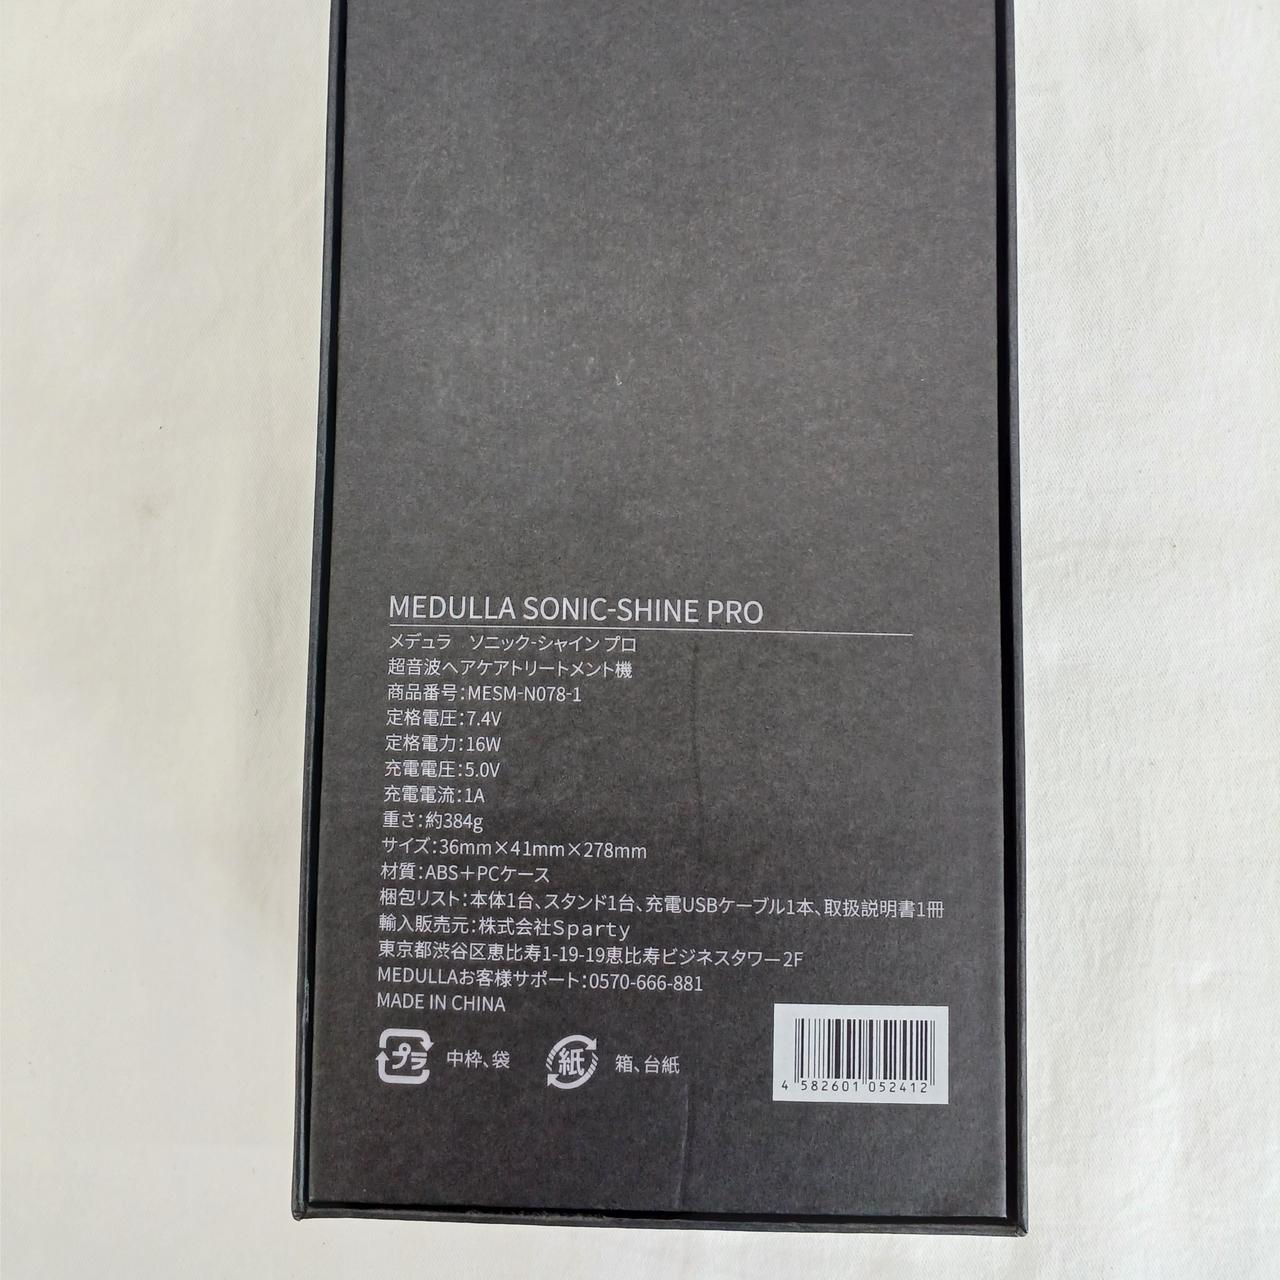 MEDULLA SONIC-SHINE PRO
メデュラ　ソニック-シャイン プロ
超音波ヘアケアトリートメント機
商品番号：MESM-N078-1
定格電圧：7.4V
定格電力：16W
充電電圧：5.0V
充電電流：1A
重さ：約384g
サイズ：36mm×41mm×278mm
材質：ABS＋PCケース
梱包リスト：本体1台、スタンド1台、充電USBケーブル1本、取扱説明書1冊
輸入販売元：株式会社Sparty
東京都渋谷区恵比寿1-19-19恵比寿ビジネスタワー2F
MEDULLAお客様サポート：0570-666-881
MADE IN CHINA
プラ 中枠、袋 紙 箱、台紙
4 582601 052412